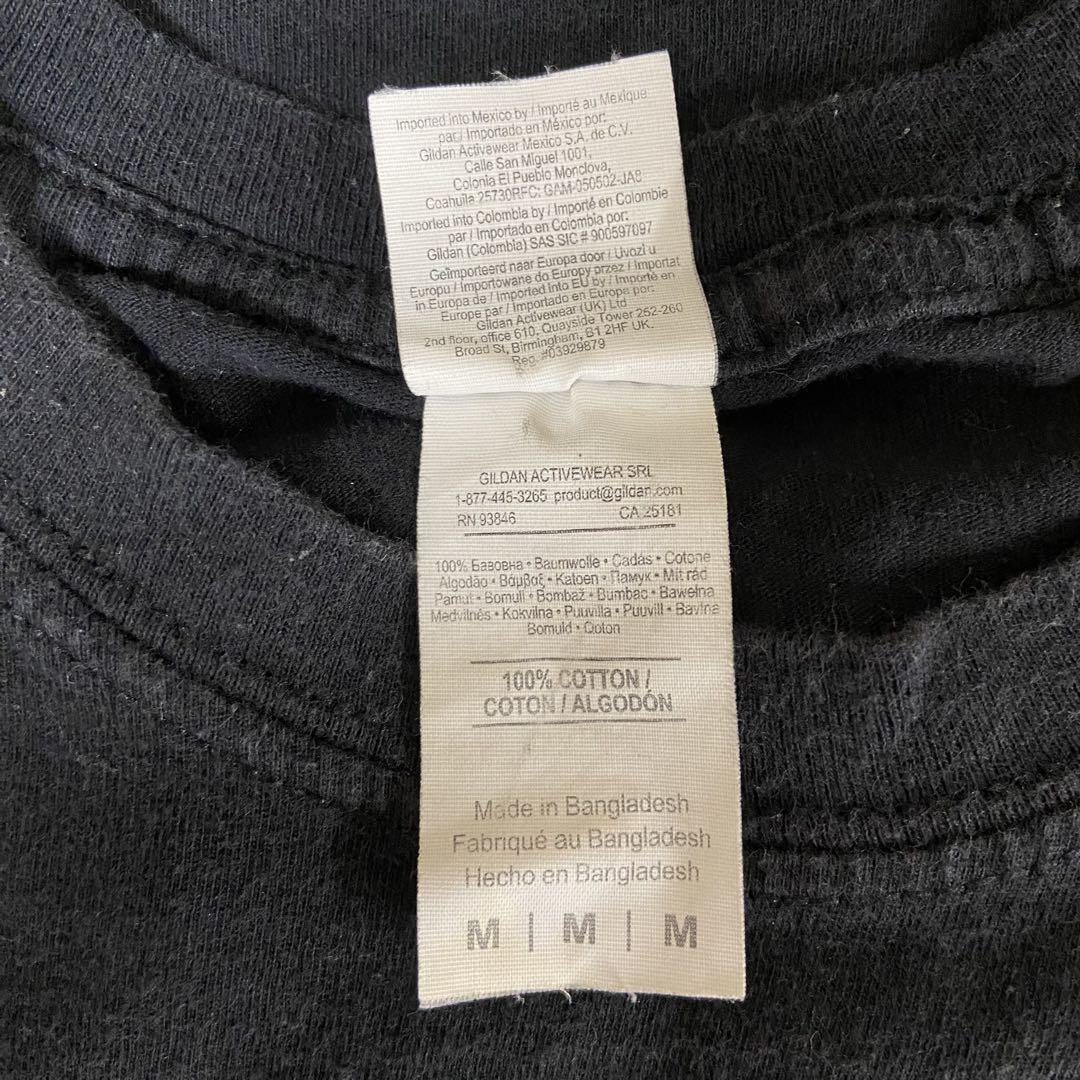 Imported into Mexico by / Importé au Mexique
par / Importado en México por:
Gildan Activewear Mexico S.A. de C.V.
Calle San Miguel 1001,
Colonia El Pueblo Monclova,
Coahuila 25730RFC: GAM-050502-JA8
Imported into Colombia by / Importé en Colombie
par / Importado en Colombia por:
Gildan (Colombia) SAS SIC # 900597097
Geïmporteerd naar Europa door / Uvozi u
Europu / Importowane do Europy przez / Importat
in Europa de / Imported into EU by / Importé en
Europe par / Importado en Europe por:
Gildan Activewear (UK) Ltd
2nd floor, office 610, Quayside Tower 252-260
Broad St, Birmingham, B1 2HF UK.
Reg. #03929879
GILDAN ACTIVEWEAR SRL
1-877-445-3265 product@gildan.com
RN 93846 CA 25181
100% Бавовна • Baumwolle • Cadás • Cotone
Algodão • Βάμβαξ • Katoen • Памук • Mit rád
Pamut • Bomull • Bombaž • Bumbac • Bawełna
Medvilnés • Kokvilna • Puuvilla • Puuvill • Bavlna
Bomuld • Qoton
100% COTTON /
COTON / ALGODÓN
Made in Bangladesh
Fabriqué au Bangladesh
Hecho en Bangladesh
M | M | M